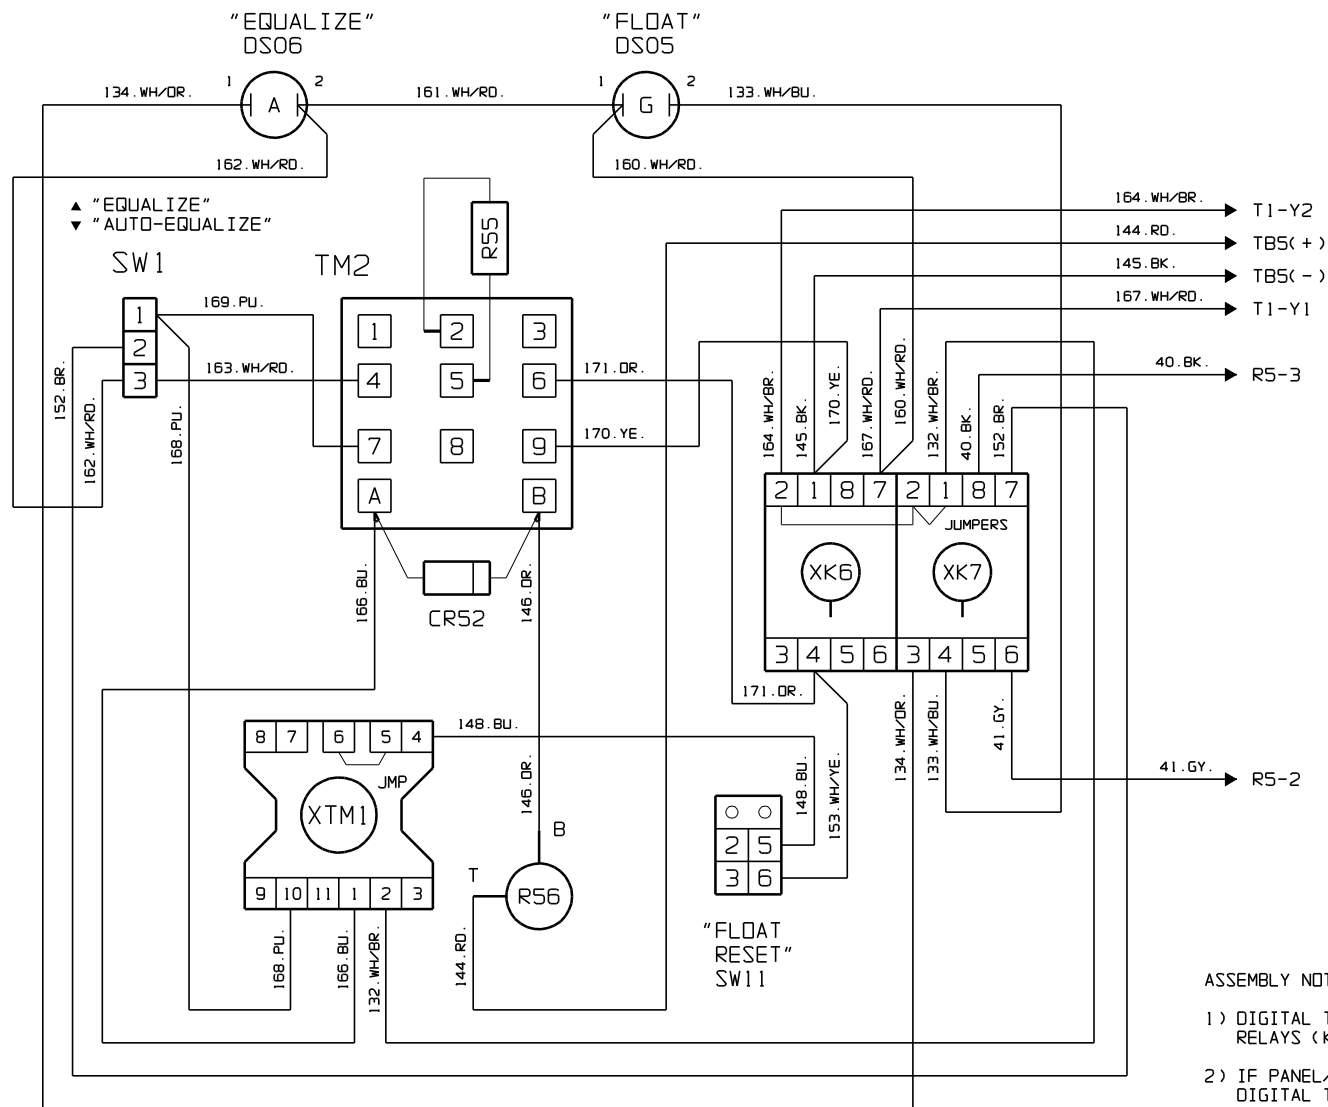 "EQUALIZE"
DS06
"FLOAT"
DS05
1
2
1
2
134.WH/OR.
A
161.WH/RD.
G
133.WH/BU.
162.WH/RD.
160.WH/RD.
▲ "EQUALIZE"
▼ "AUTO-EQUALIZE"
SW1
TM2
R55
164.WH/BR.
T1-Y2
144.RD.
TB5(+)
145.BK.
TB5(-)
167.WH/RD.
T1-Y1
40.BK.
R5-3
169.PU.
163.WH/RD.
1
2
3
152.BR.
162.WH/RD.
168.PU.
1
2
3
4
5
6
7
8
9
A
B
171.OR.
170.YE.
164.WH/BR.
145.BK.
170.YE.
167.WH/RD.
160.WH/RD.
132.WH/BR.
40.BK.
152.BR.
2 1 8 7 2 1 8 7
JUMPERS
XK6
XK7
3 4 5 6 3 4 5 6
166.BU.
CR52
146.OR.
171.OR.
134.WH/OR.
133.WH/BU.
41.GY.
41.GY.
R5-2
148.BU.
8 7 6 5 4
JMP
XTM1
9 10 11 1 2 3
146.OR.
B
T
R56
148.BU.
153.WH/YE.
2 5
3 6
"FLOAT
RESET"
SW11
168.PU.
166.BU.
132.WH/BR.
144.RD.
ASSEMBLY NOT
1) DIGITAL T
RELAYS (K
2) IF PANEL/
DIGITAL T